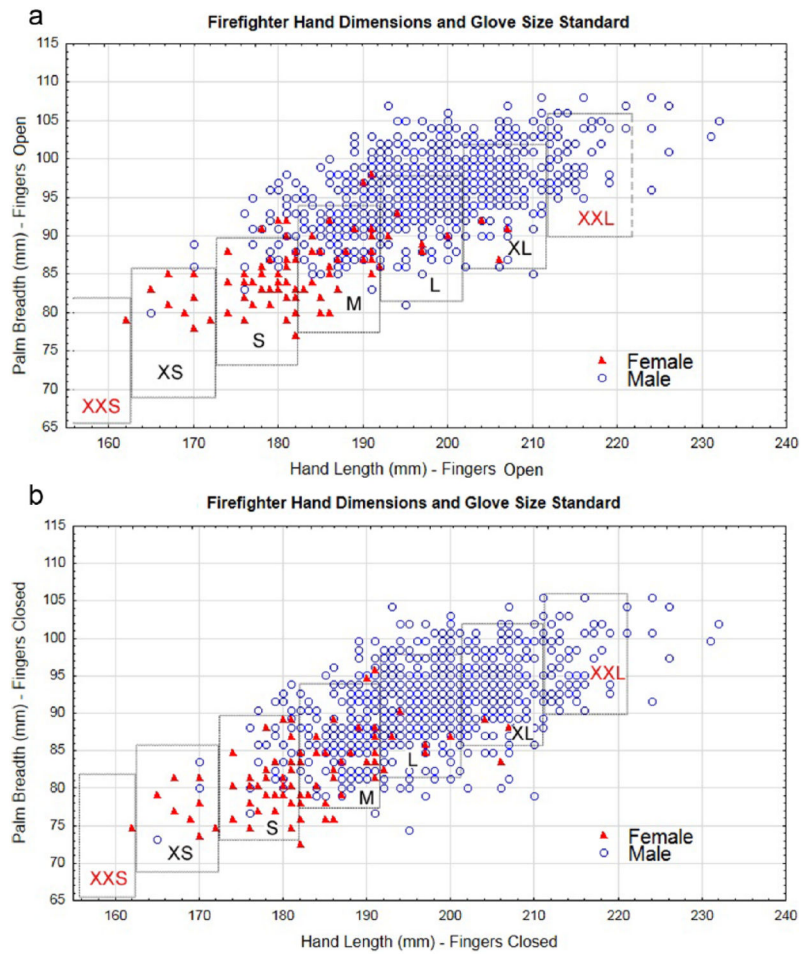 a
Firefighter Hand Dimensions and Glove Size Standard
115
110
105
100
95
90
85
80
75
70
65
Palm Breadth (mm) - Fingers Open
XXS
XS
S
M
L
XL
XXL
Female
Male
160 170 180 190 200 210 220 230 240
Hand Length (mm) - Fingers Open
b
Firefighter Hand Dimensions and Glove Size Standard
115
110
105
100
95
90
85
80
75
70
65
Palm Breadth (mm) - Fingers Closed
XXS
XS
S
M
L
XL
XXL
Female
Male
160 170 180 190 200 210 220 230 240
Hand Length (mm) - Fingers Closed